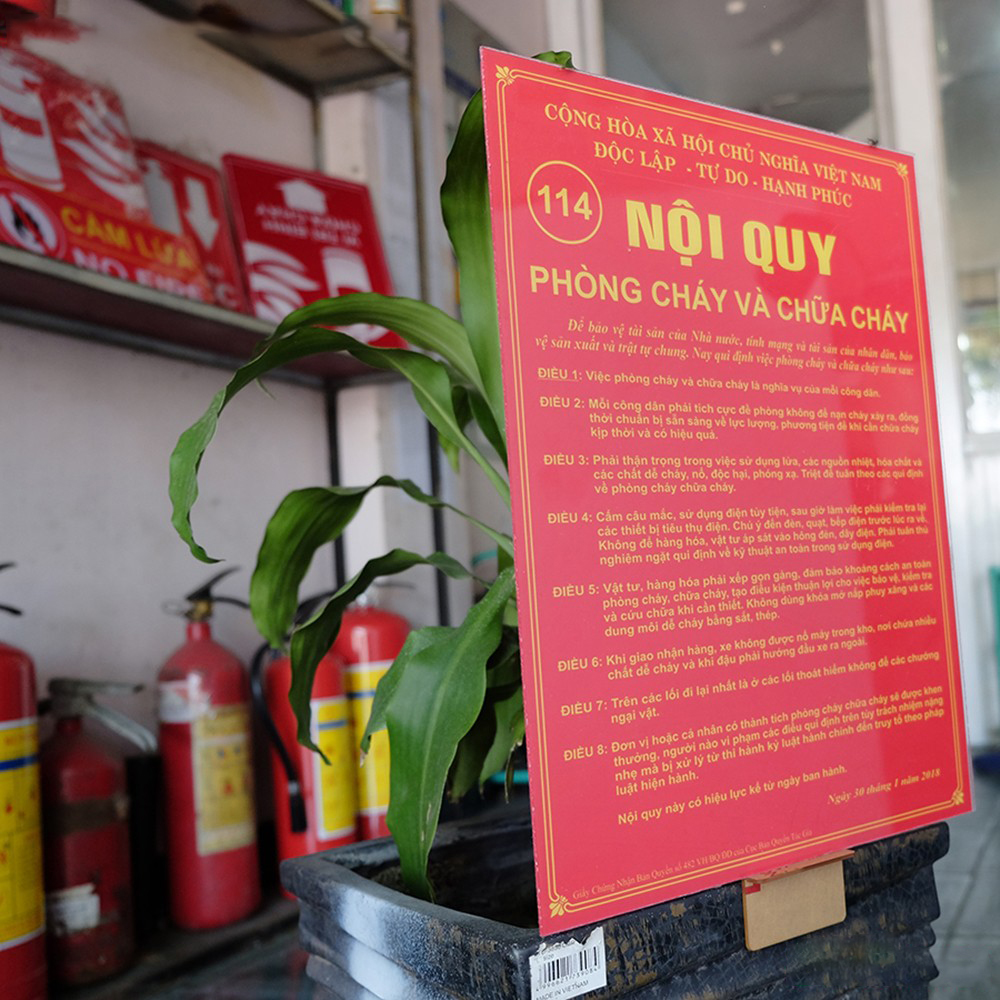 CỘNG HÒA XÃ HỘI CHỦ NGHĨA VIỆT NAM
ĐỘC LẬP - TỰ DO - HẠNH PHÚC
114
NỘI QUY
PHÒNG CHÁY VÀ CHỮA CHÁY
Để bảo vệ tài sản của Nhà nước, tính mạng và tài sản của nhân dân, bảo
vệ sản xuất và trật tự chung. Nay qui định việc phòng cháy và chữa cháy như sau:
ĐIỀU 1: Việc phòng cháy và chữa cháy là nghĩa vụ của mỗi công dân.
ĐIỀU 2: Mỗi công dân phải tích cực đề phòng không để nạn cháy xảy ra, đồng
thời chuẩn bị sẵn sàng về lực lượng, phương tiện để khi cần chữa cháy
kịp thời và có hiệu quả.
ĐIỀU 3: Phải thận trọng trong việc sử dụng lửa, các nguồn nhiệt, hóa chất và
các chất dễ cháy, nổ, độc hại, phóng xạ. Triệt để tuân theo các qui định
về phòng cháy chữa cháy.
ĐIỀU 4: Cấm câu mắc, sử dụng điện tùy tiện, sau giờ làm việc phải kiểm tra lại
các thiết bị tiêu thụ điện. Chú ý đến đèn, quạt, bếp điện trước lúc ra về.
Không để hàng hóa, vật tư áp sát vào hông đèn, dây điện. Phải tuân thủ
nghiêm ngặt qui định về kỹ thuật an toàn trong sử dụng điện.
ĐIỀU 5: Vật tư, hàng hóa phải xếp gọn gàng, đảm bảo khoảng cách an toàn
phòng cháy, chữa cháy, tạo điều kiện thuận lợi cho việc bảo vệ, kiểm tra
và cứu chữa khi cần thiết. Không dùng khóa mở nắp phuy xăng và các
dung môi dễ cháy bằng sắt, thép.
ĐIỀU 6: Khi giao nhận hàng, xe không được nổ máy trong kho, nơi chứa nhiều
chất dễ cháy và khi đậu phải hướng đầu xe ra ngoài.
ĐIỀU 7: Trên các lối đi lại nhất là ở các lối thoát hiểm không để các chướng
ngại vật.
ĐIỀU 8: Đơn vị hoặc cá nhân có thành tích phòng cháy chữa cháy sẽ được khen
thưởng, người nào vi phạm các điều qui định trên tùy trách nhiệm nặng
nhẹ mà bị xử lý từ thi hành kỷ luật hành chính đến truy tố theo pháp
luật hiện hành.
Nội quy này có hiệu lực kể từ ngày ban hành.
Ngày 30 tháng 1 năm 2018
Giấy Chứng Nhận Bản Quyền số 482 VH BQ ĐD của Cục Bản Quyền Tác Giả
CẤM LỬA
NO FIRE
MADE IN VIETNAM